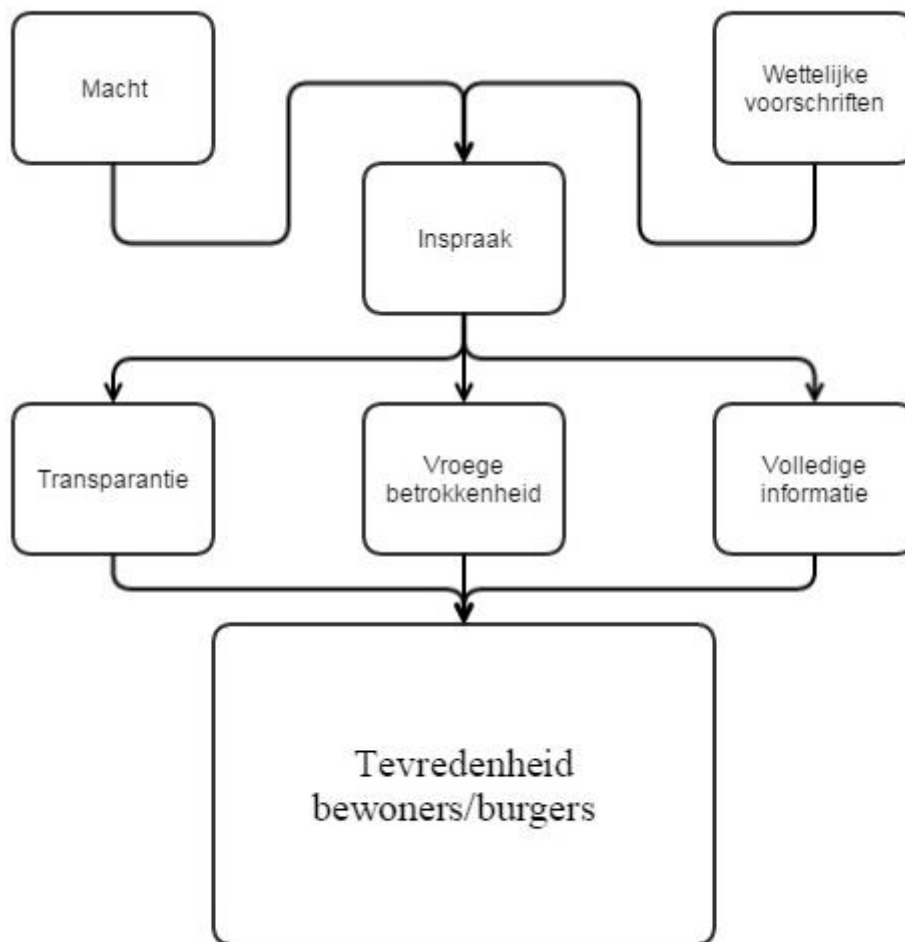 Macht
Wettelijke
voorschriften
Inspraak
Transparantie
Vroege
betrokkenheid
Volledige
informatie
Tevredenheid
bewoners/burgers